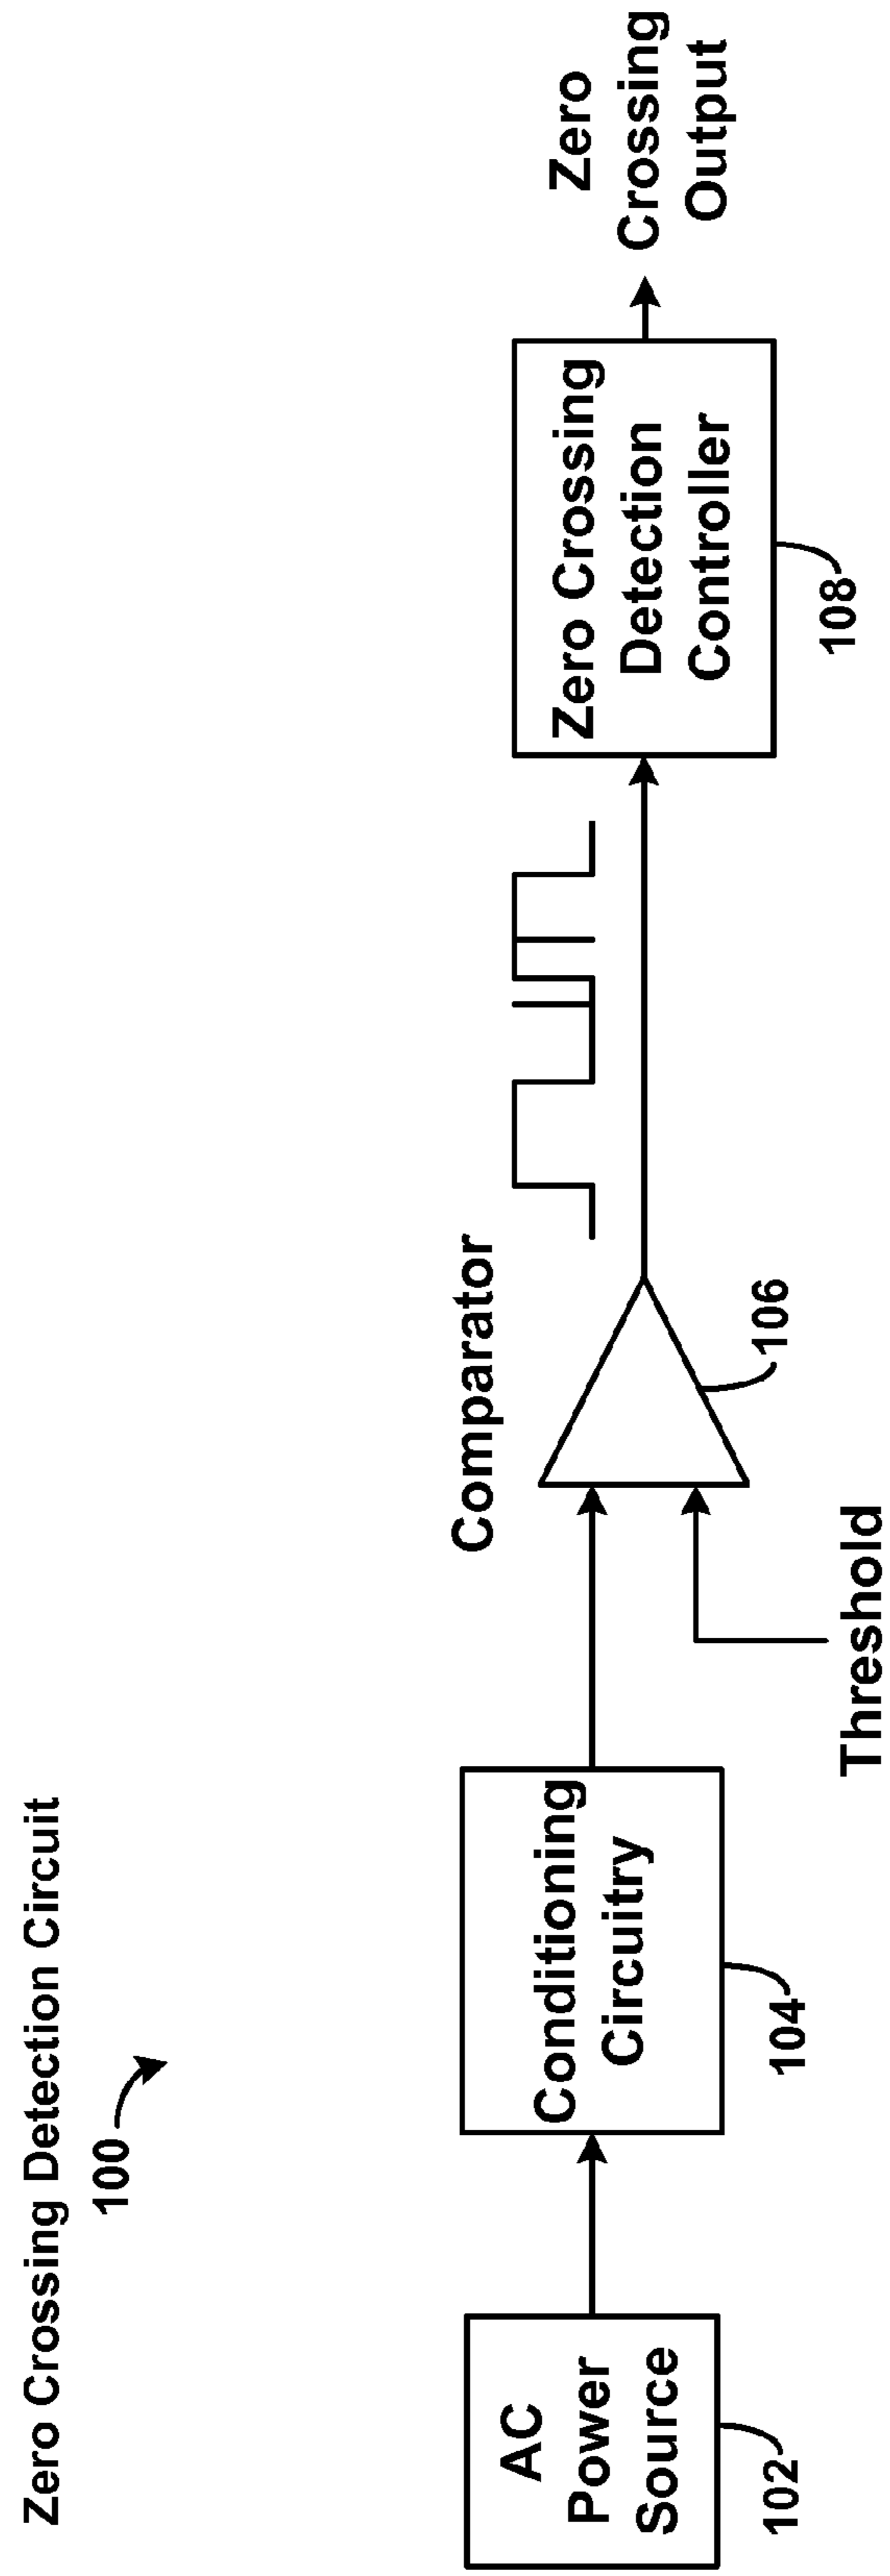 Zero Crossing Detection Circuit
100
AC
Power
Source
102
Conditioning
Circuitry
104
Threshold
Comparator
106
Zero Crossing
Detection
Controller
108
Zero
Crossing
Output